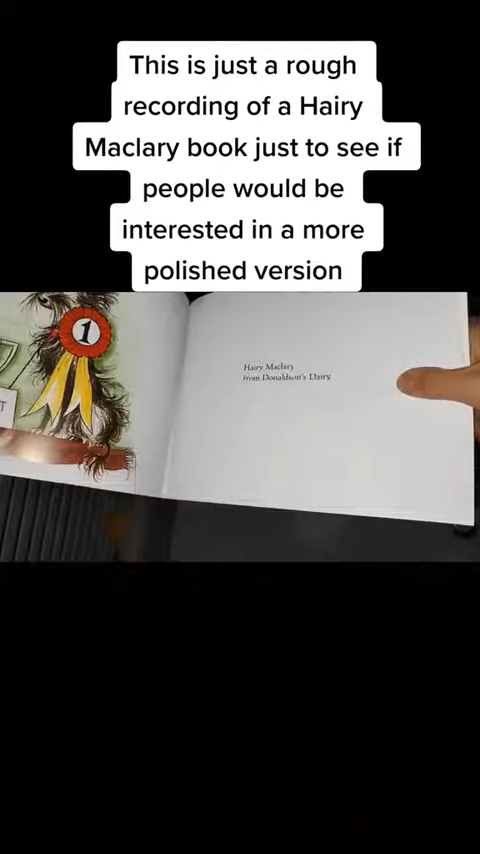 This is just a rough
recording of a Hairy
Maclary book just to see if
people would be
interested in a more
polished version
1
Hairy Maclary
from Donaldson's Dairy
T